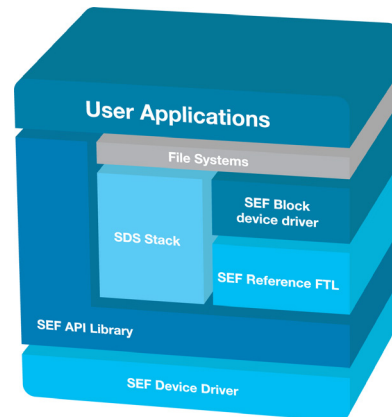 User Applications
File Systems
SDS Stack
SEF Block
device driver
SEF Reference FTL
SEF API Library
SEF Device Driver